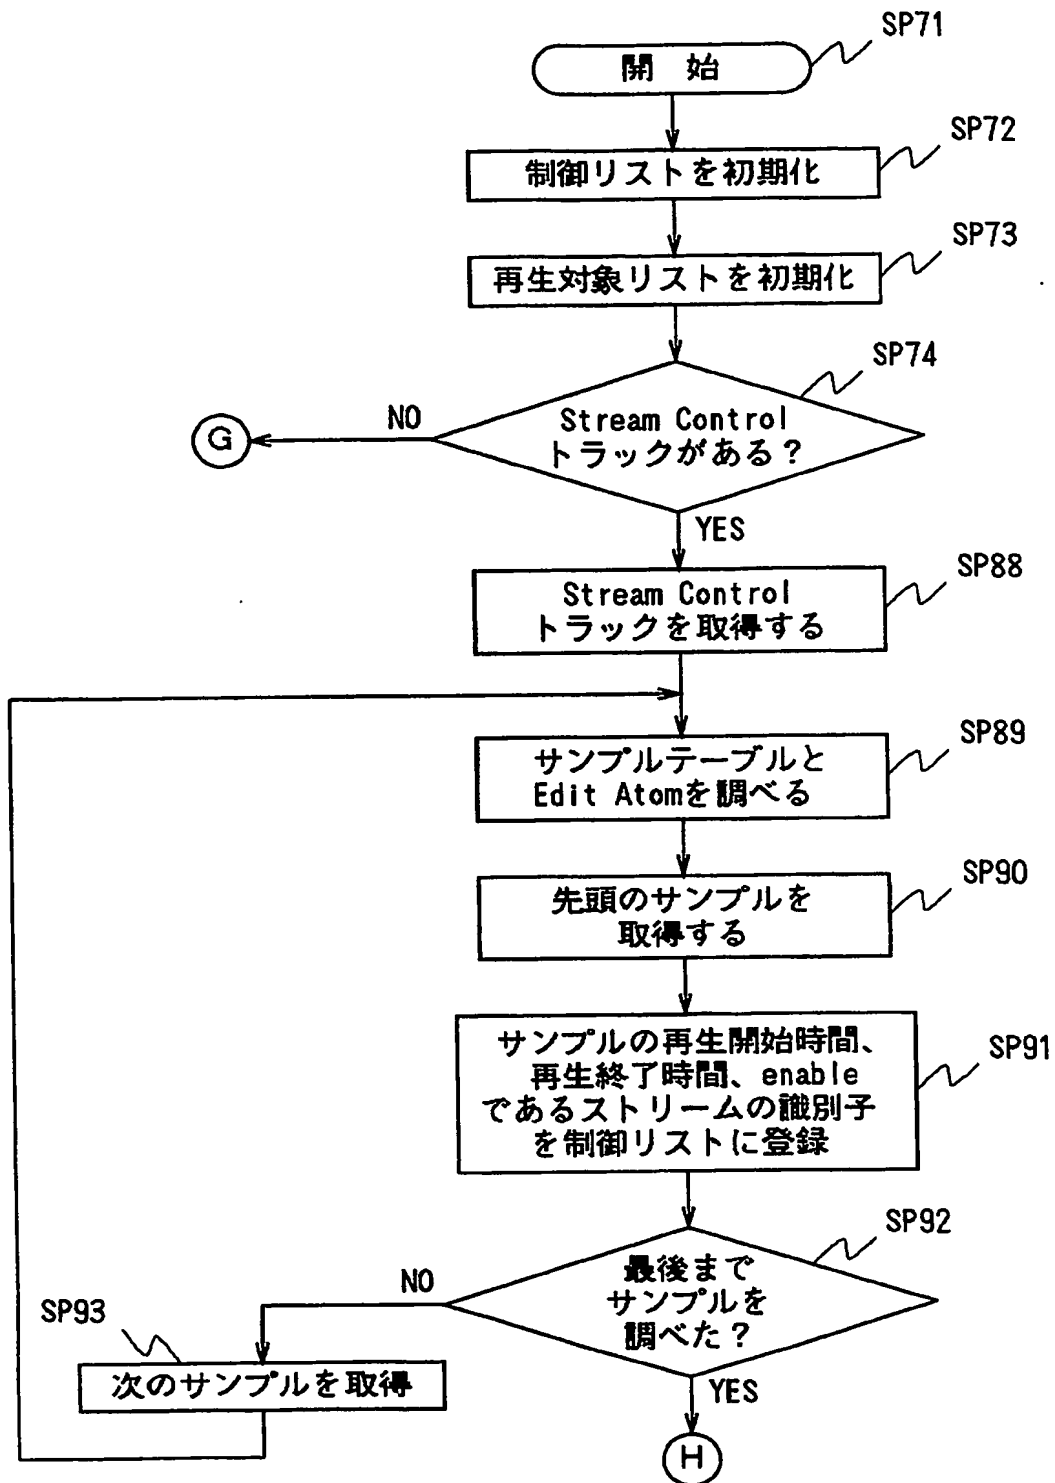 SP71
開 始
SP72
制御リストを初期化
SP73
再生対象リストを初期化
SP74
Stream Control
トラックがある?
NO
G
YES
SP88
Stream Control
トラックを取得する
SP89
サンプルテーブルと
Edit Atomを調べる
SP90
先頭のサンプルを
取得する
SP91
サンプルの再生開始時間、
再生終了時間、enable
であるストリームの識別子
を制御リストに登録
SP92
最後まで
サンプルを
調べた?
NO
SP93
次のサンプルを取得
YES
H